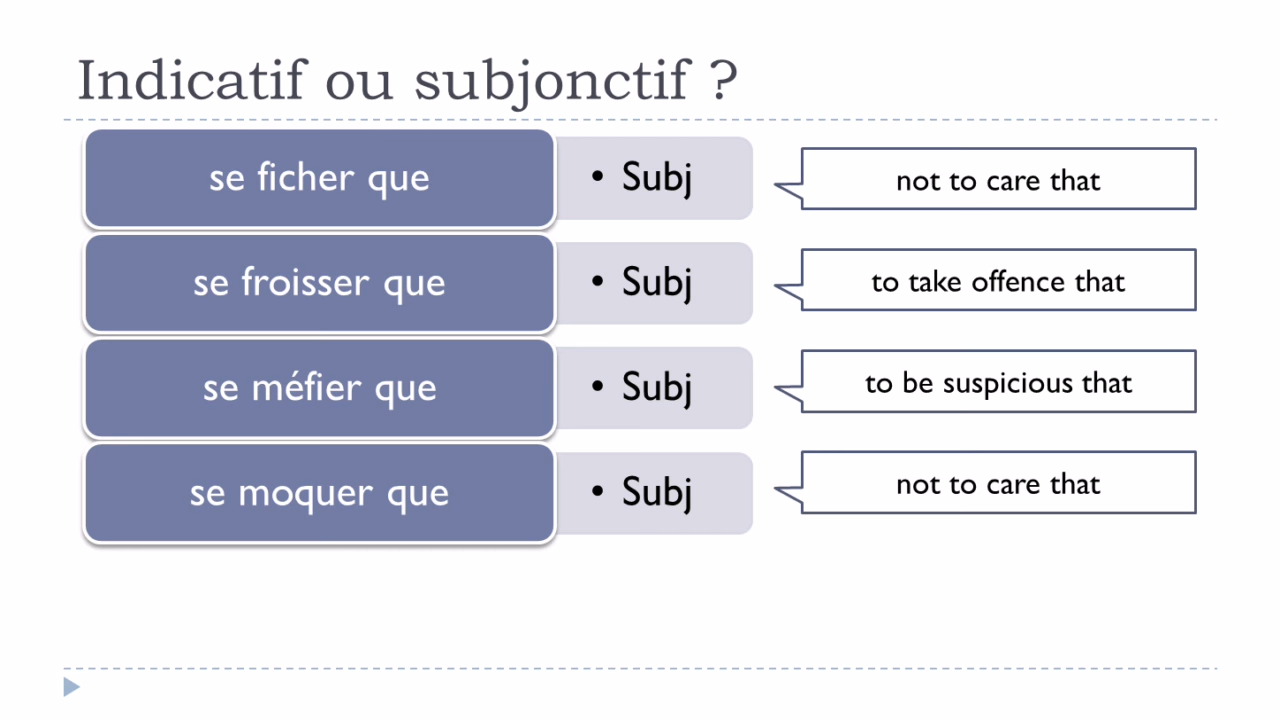 Indicatif ou subjonctif ?
se ficher que
• Subj
not to care that
se froisser que
• Subj
to take offence that
se méfier que
• Subj
to be suspicious that
se moquer que
• Subj
not to care that